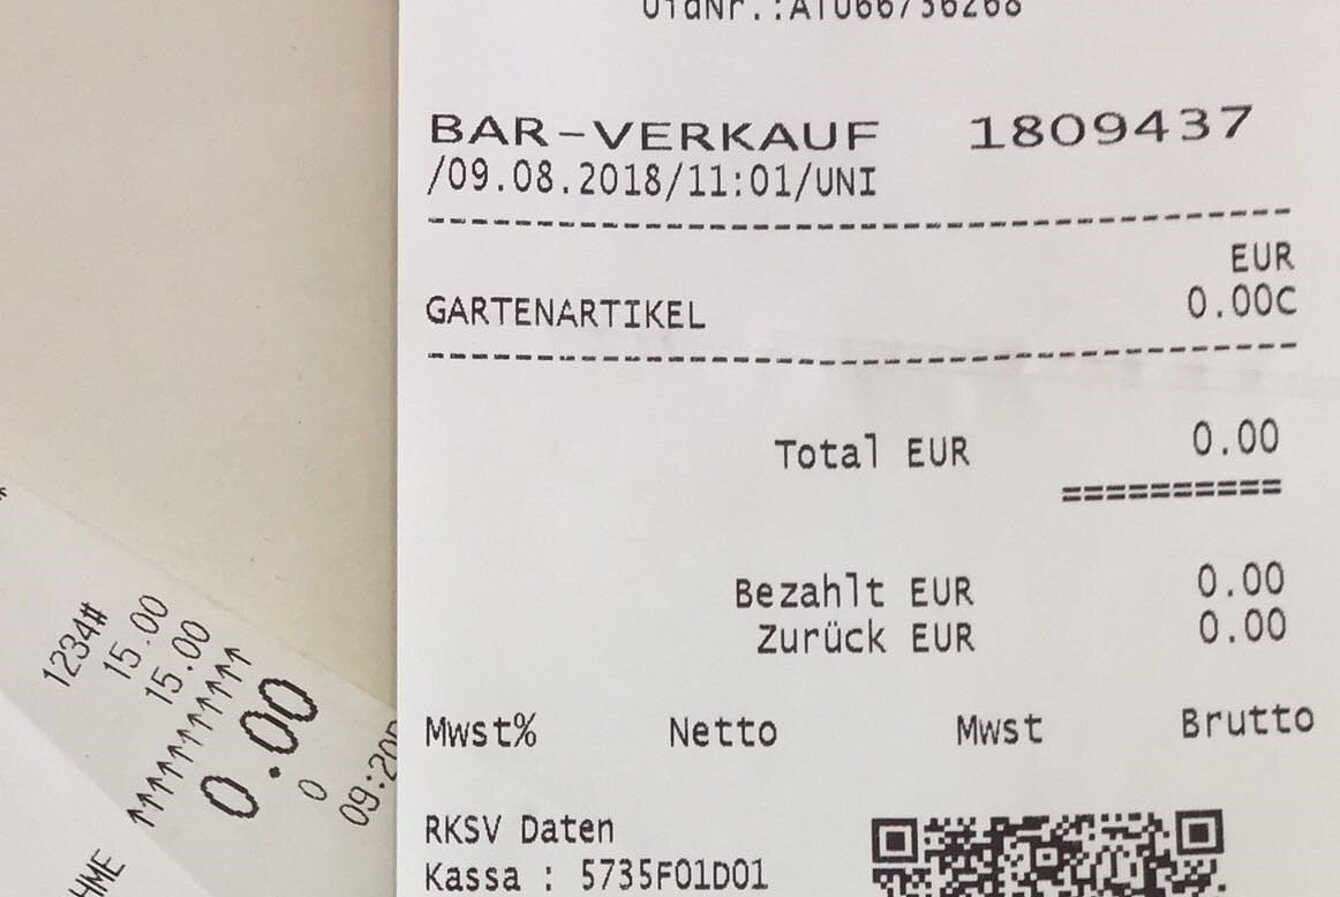 BAR-VERKAUF 1809437
/09.08.2018/11:01/UNI
EUR
GARTENARTIKEL 0.00C
Total EUR 0.00
==========
Bezahlt EUR 0.00
Zurück EUR 0.00
Mwst% Netto Mwst Brutto
RKSV Daten
Kassa : 5735F01D01
1234#
15.00
15.00
0.00
0